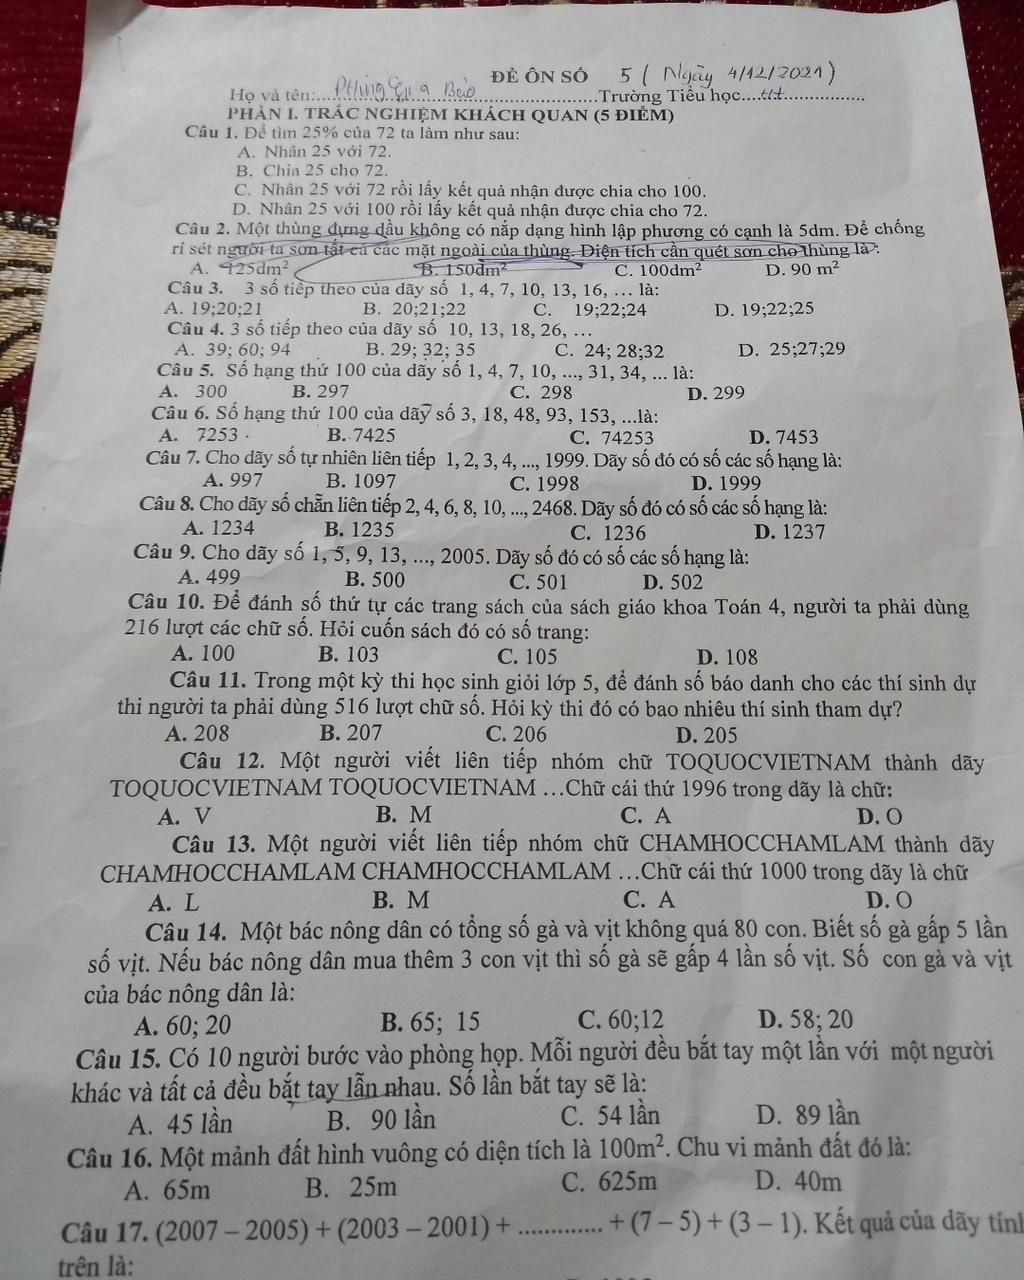 ĐỀ ÔN SỐ 5 ( Ngày 4/12/2021 )
Họ và tên:.... Bảo ....................Trường Tiểu học.... ................
PHẦN I. TRẮC NGHIỆM KHÁCH QUAN (5 ĐIỂM)
Câu 1. Để tìm 25% của 72 ta làm như sau:
A. Nhân 25 với 72.
B. Chia 25 cho 72.
C. Nhân 25 với 72 rồi lấy kết quả nhận được chia cho 100.
D. Nhân 25 với 100 rồi lấy kết quả nhận được chia cho 72.
Câu 2. Một thùng đựng dầu không có nắp dạng hình lập phương có cạnh là 5dm. Để chống
rỉ sét người ta sơn tất cả các mặt ngoài của thùng. Diện tích cần quét sơn cho thùng là :
A. 125dm² B. 150dm² C. 100dm² D. 90 m²
Câu 3. 3 số tiếp theo của dãy số 1, 4, 7, 10, 13, 16, … là:
A. 19;20;21 B. 20;21;22 C. 19;22;24 D. 19;22;25
Câu 4. 3 số tiếp theo của dãy số 10, 13, 18, 26, …
A. 39; 60; 94 B. 29; 32; 35 C. 24; 28;32 D. 25;27;29
Câu 5. Số hạng thứ 100 của dãy số 1, 4, 7, 10, ..., 31, 34, ... là:
A. 300 B. 297 C. 298 D. 299
Câu 6. Số hạng thứ 100 của dãy số 3, 18, 48, 93, 153, ...là:
A. 7253 B. 7425 C. 74253 D. 7453
Câu 7. Cho dãy số tự nhiên liên tiếp 1, 2, 3, 4, ..., 1999. Dãy số đó có số các số hạng là:
A. 997 B. 1097 C. 1998 D. 1999
Câu 8. Cho dãy số chẵn liên tiếp 2, 4, 6, 8, 10, ..., 2468. Dãy số đó có số các số hạng là:
A. 1234 B. 1235 C. 1236 D. 1237
Câu 9. Cho dãy số 1, 5, 9, 13, ..., 2005. Dãy số đó có số các số hạng là:
A. 499 B. 500 C. 501 D. 502
Câu 10. Để đánh số thứ tự các trang sách của sách giáo khoa Toán 4, người ta phải dùng
216 lượt các chữ số. Hỏi cuốn sách đó có số trang:
A. 100 B. 103 C. 105 D. 108
Câu 11. Trong một kỳ thi học sinh giỏi lớp 5, để đánh số báo danh cho các thí sinh dự
thi người ta phải dùng 516 lượt chữ số. Hỏi kỳ thi đó có bao nhiêu thí sinh tham dự?
A. 208 B. 207 C. 206 D. 205
Câu 12. Một người viết liên tiếp nhóm chữ TOQUOCVIETNAM thành dãy
TOQUOCVIETNAM TOQUOCVIETNAM …Chữ cái thứ 1996 trong dãy là chữ:
A. V B. M C. A D. O
Câu 13. Một người viết liên tiếp nhóm chữ CHAMHOCCHAMLAM thành dãy
CHAMHOCCHAMLAM CHAMHOCCHAMLAM …Chữ cái thứ 1000 trong dãy là chữ
A. L B. M C. A D. O
Câu 14. Một bác nông dân có tổng số gà và vịt không quá 80 con. Biết số gà gấp 5 lần
số vịt. Nếu bác nông dân mua thêm 3 con vịt thì số gà sẽ gấp 4 lần số vịt. Số con gà và vịt
của bác nông dân là:
A. 60; 20 B. 65; 15 C. 60;12 D. 58; 20
Câu 15. Có 10 người bước vào phòng họp. Mỗi người đều bắt tay một lần với một người
khác và tất cả đều bắt tay lẫn nhau. Số lần bắt tay sẽ là:
A. 45 lần B. 90 lần C. 54 lần D. 89 lần
Câu 16. Một mảnh đất hình vuông có diện tích là 100m². Chu vi mảnh đất đó là:
A. 65m B. 25m C. 625m D. 40m
Câu 17. (2007 – 2005) + (2003 – 2001) + ............. + (7 – 5) + (3 – 1). Kết quả của dãy tính
trên là: